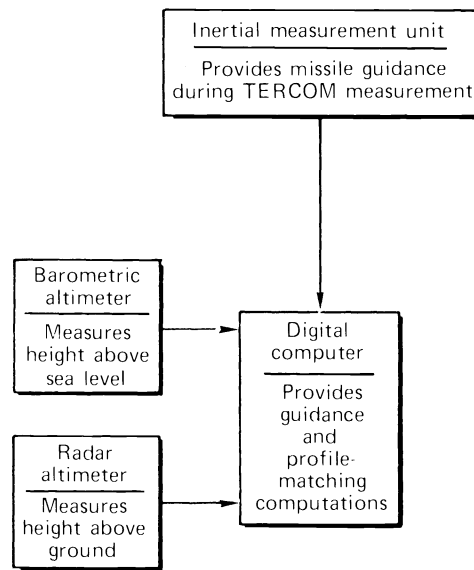 Inertial measurement unit
Provides missile guidance
during TERCOM measurement
Barometric
altimeter
Measures
height above
sea level
Digital
computer
Provides
guidance
and
profile-
matching
computations
Radar
altimeter
Measures
height above
ground